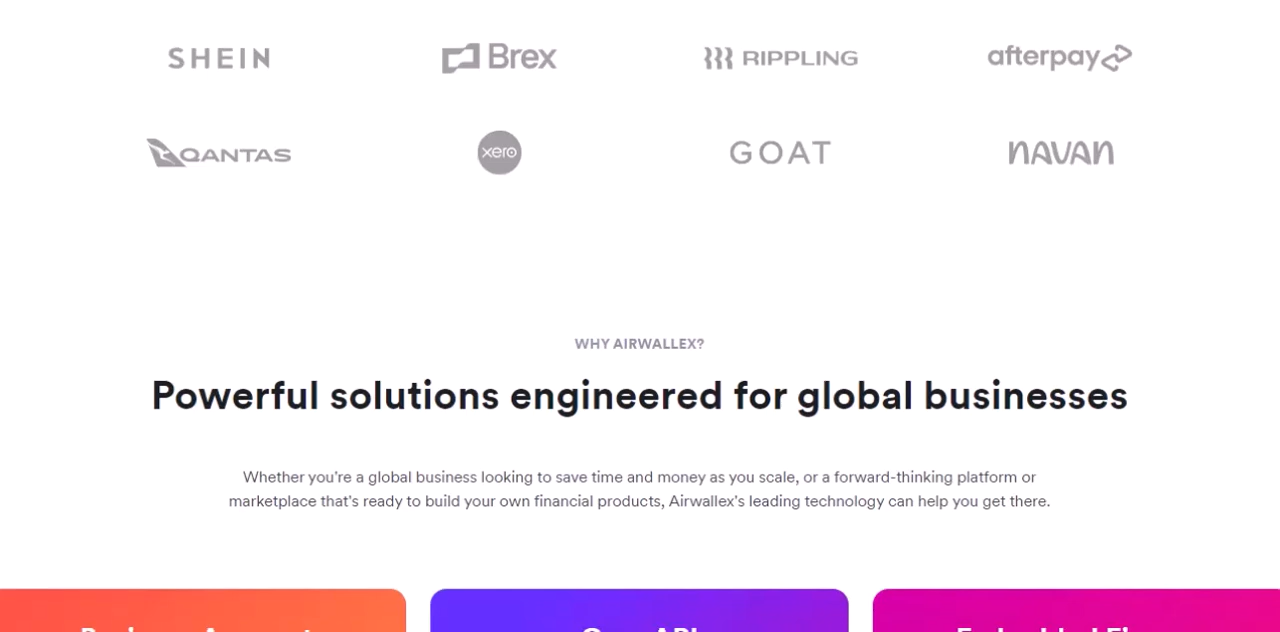 SHEIN Brex RIPPLING afterpay
QANTAS xero GOAT NAVAN
WHY AIRWALLEX?
Powerful solutions engineered for global businesses
Whether you're a global business looking to save time and money as you scale, or a forward-thinking platform or
marketplace that's ready to build your own financial products, Airwallex's leading technology can help you get there.